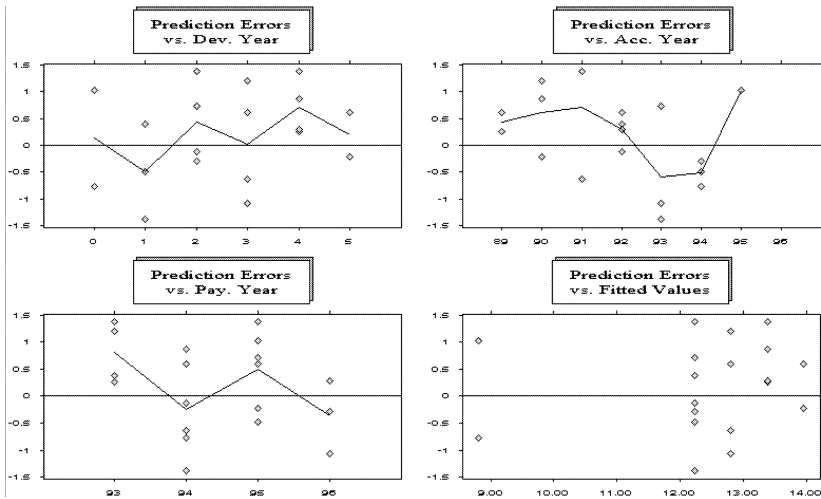 Prediction Errors
vs. Dev. Year
1.5
1
0.5
0
-0.5
-1
-1.5
0 1 2 3 4 5
Prediction Errors
vs. Acc. Year
1.5
1
0.5
0
-0.5
-1
-1.5
89 90 91 92 93 94 95 96
Prediction Errors
vs. Pay. Year
1.5
1
0.5
0
-0.5
-1
-1.5
93 94 95 96
Prediction Errors
vs. Fitted Values
1.5
1
0.5
0
-0.5
-1
-1.5
9.00 10.00 11.00 12.00 13.00 14.00